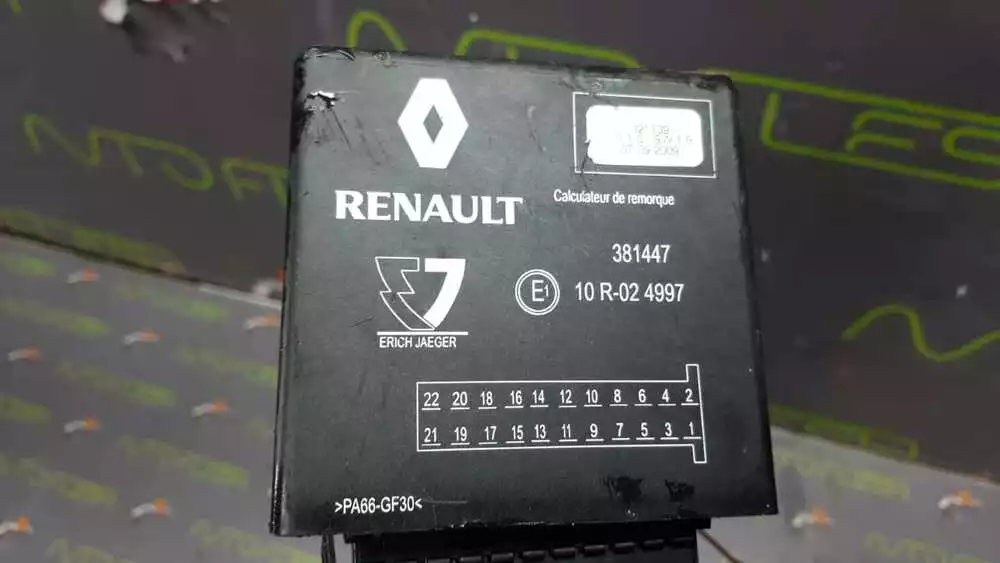 RENAULT
Calculateur de remorque
381447
E1
10 R-02 4997
ERICH JAEGER
22 20 18 16 14 12 10 8 6 4 2
21 19 17 15 13 11 9 7 5 3 1
>PA66-GF30<